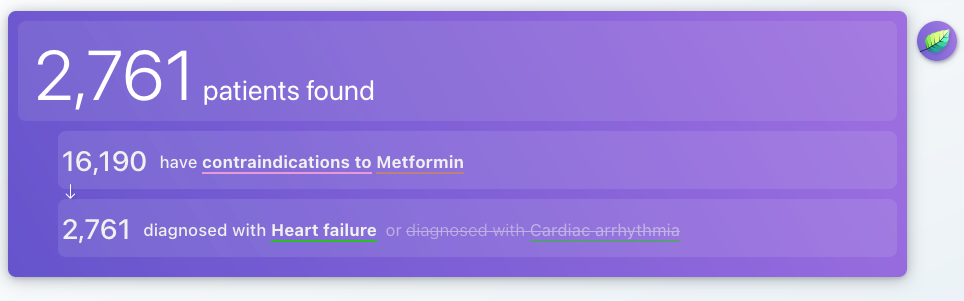 2,761 patients found
16,190 have contraindications to Metformin
↓
2,761 diagnosed with Heart failure or diagnosed with Cardiac arrhythmia